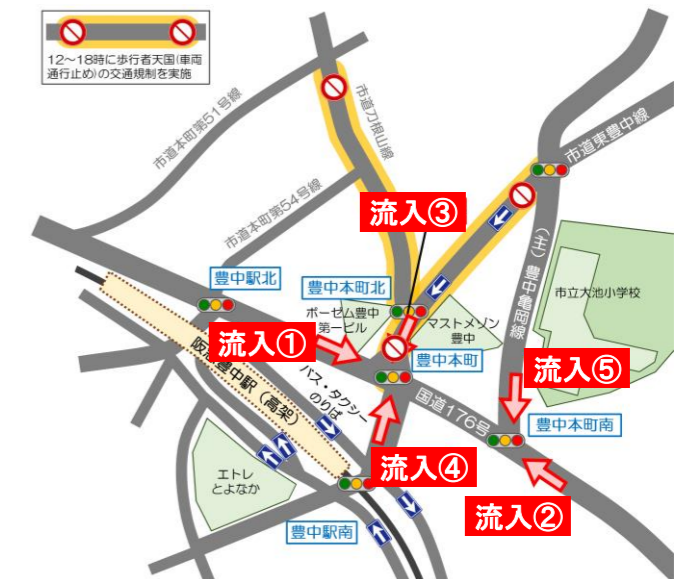 12～18時に歩行者天国(車両
通行止め)の交通規制を実施
市道本町第51号線
市道刀根山線
市道東豊中線
市道本町第54号線
流入③
(主)豊中亀岡線
豊中駅北
豊中本町北
市立大池小学校
ポーゼム豊中
第一ビル
マストメゾン
豊中
流入①
豊中本町
阪急豊中駅(高架)
バス・タクシー
のりば
流入⑤
国道176号
豊中本町南
流入④
エトレ
とよなか
流入②
豊中駅南